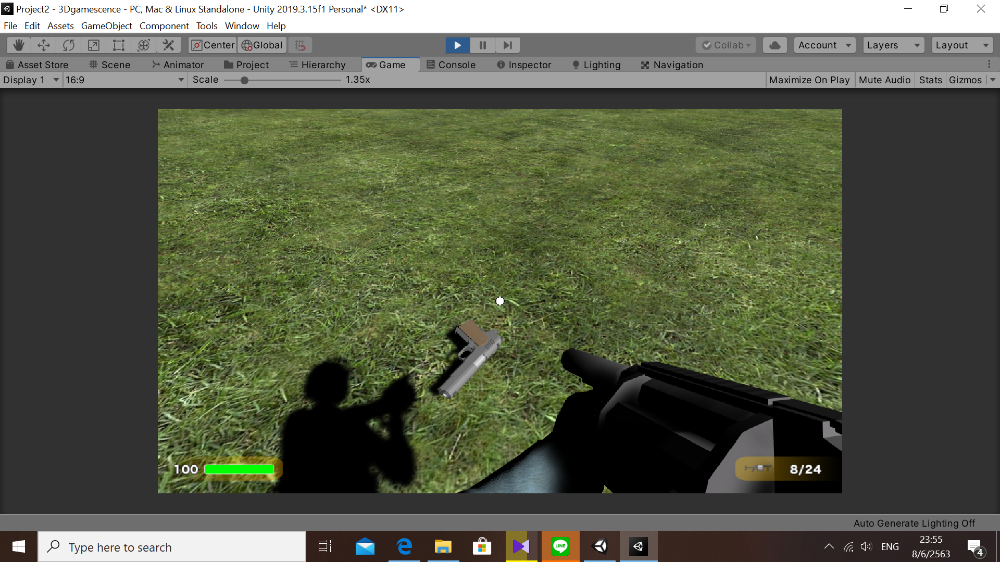 Project2 - 3Dgamescence - PC, Mac & Linux Standalone - Unity 2019.3.15f1 Personal* <DX11>
File Edit Assets GameObject Component Tools Window Help
Center Global Collab Account Layers Layout
Asset Store Scene Animator Project Hierarchy Game Console Inspector Lighting Navigation
Display 1 16:9 Scale 1.35x Maximize On Play Mute Audio Stats Gizmos
100 8/24
Auto Generate Lighting Off
Type here to search LINE ENG 23:55
8/6/2563 4